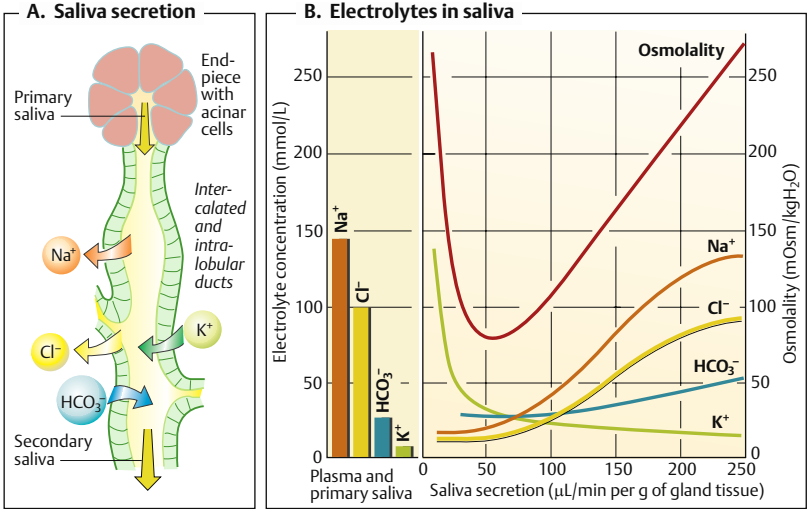 A. Saliva secretion
Primary
saliva
End-
piece
with
acinar
cells
Inter-
calated
and
intra-
lobular
ducts
Na⁺
Cl⁻
K⁺
HCO₃⁻
Secondary
saliva
B. Electrolytes in saliva
Electrolyte concentration (mmol/L)
250
200
150
100
50
0
Na⁺
Cl⁻
HCO₃⁻
K⁺
Plasma and
primary saliva
Osmolality
Na⁺
Cl⁻
HCO₃⁻
K⁺
0
50
100
150
200
250
Saliva secretion (μL/min per g of gland tissue)
250
200
150
100
50
0
Osmolality (mOsm/kgH₂O)